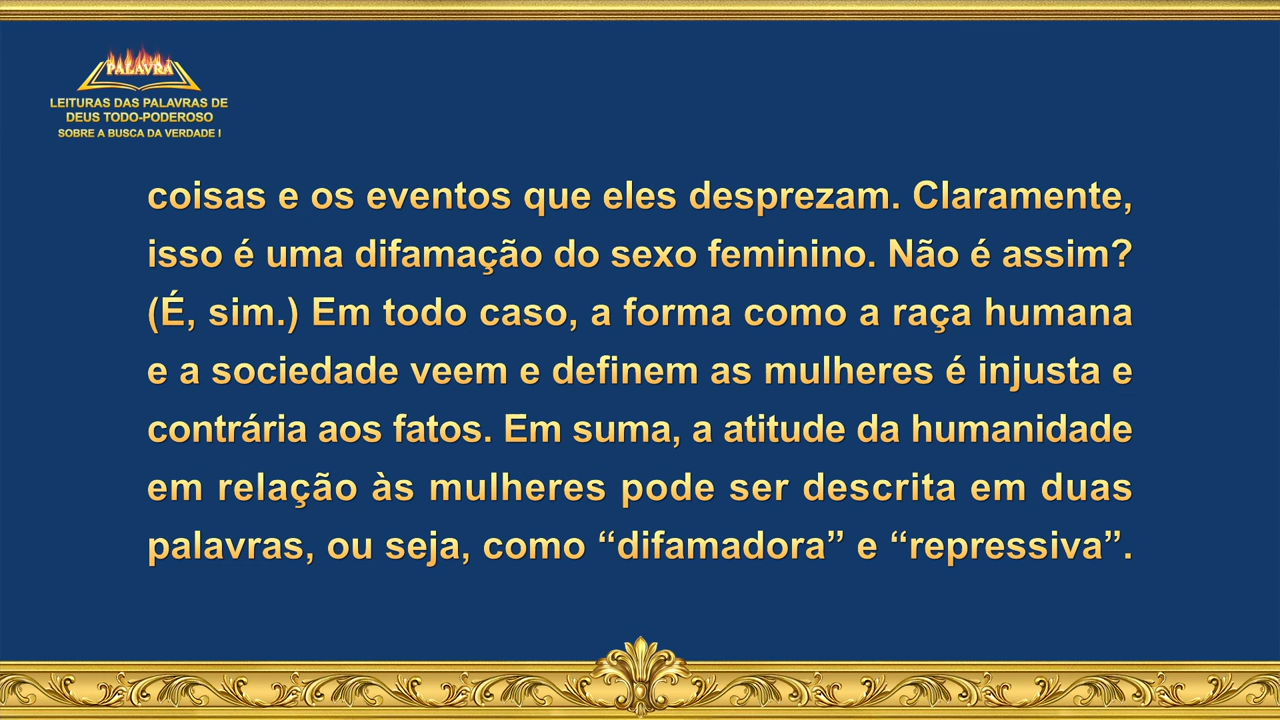 PALAVRA
LEITURAS DAS PALAVRAS DE
DEUS TODO-PODEROSO
SOBRE A BUSCA DA VERDADE I
coisas e os eventos que eles desprezam. Claramente,
isso é uma difamação do sexo feminino. Não é assim?
(É, sim.) Em todo caso, a forma como a raça humana
e a sociedade veem e definem as mulheres é injusta e
contrária aos fatos. Em suma, a atitude da humanidade
em relação às mulheres pode ser descrita em duas
palavras, ou seja, como “difamadora” e “repressiva”.